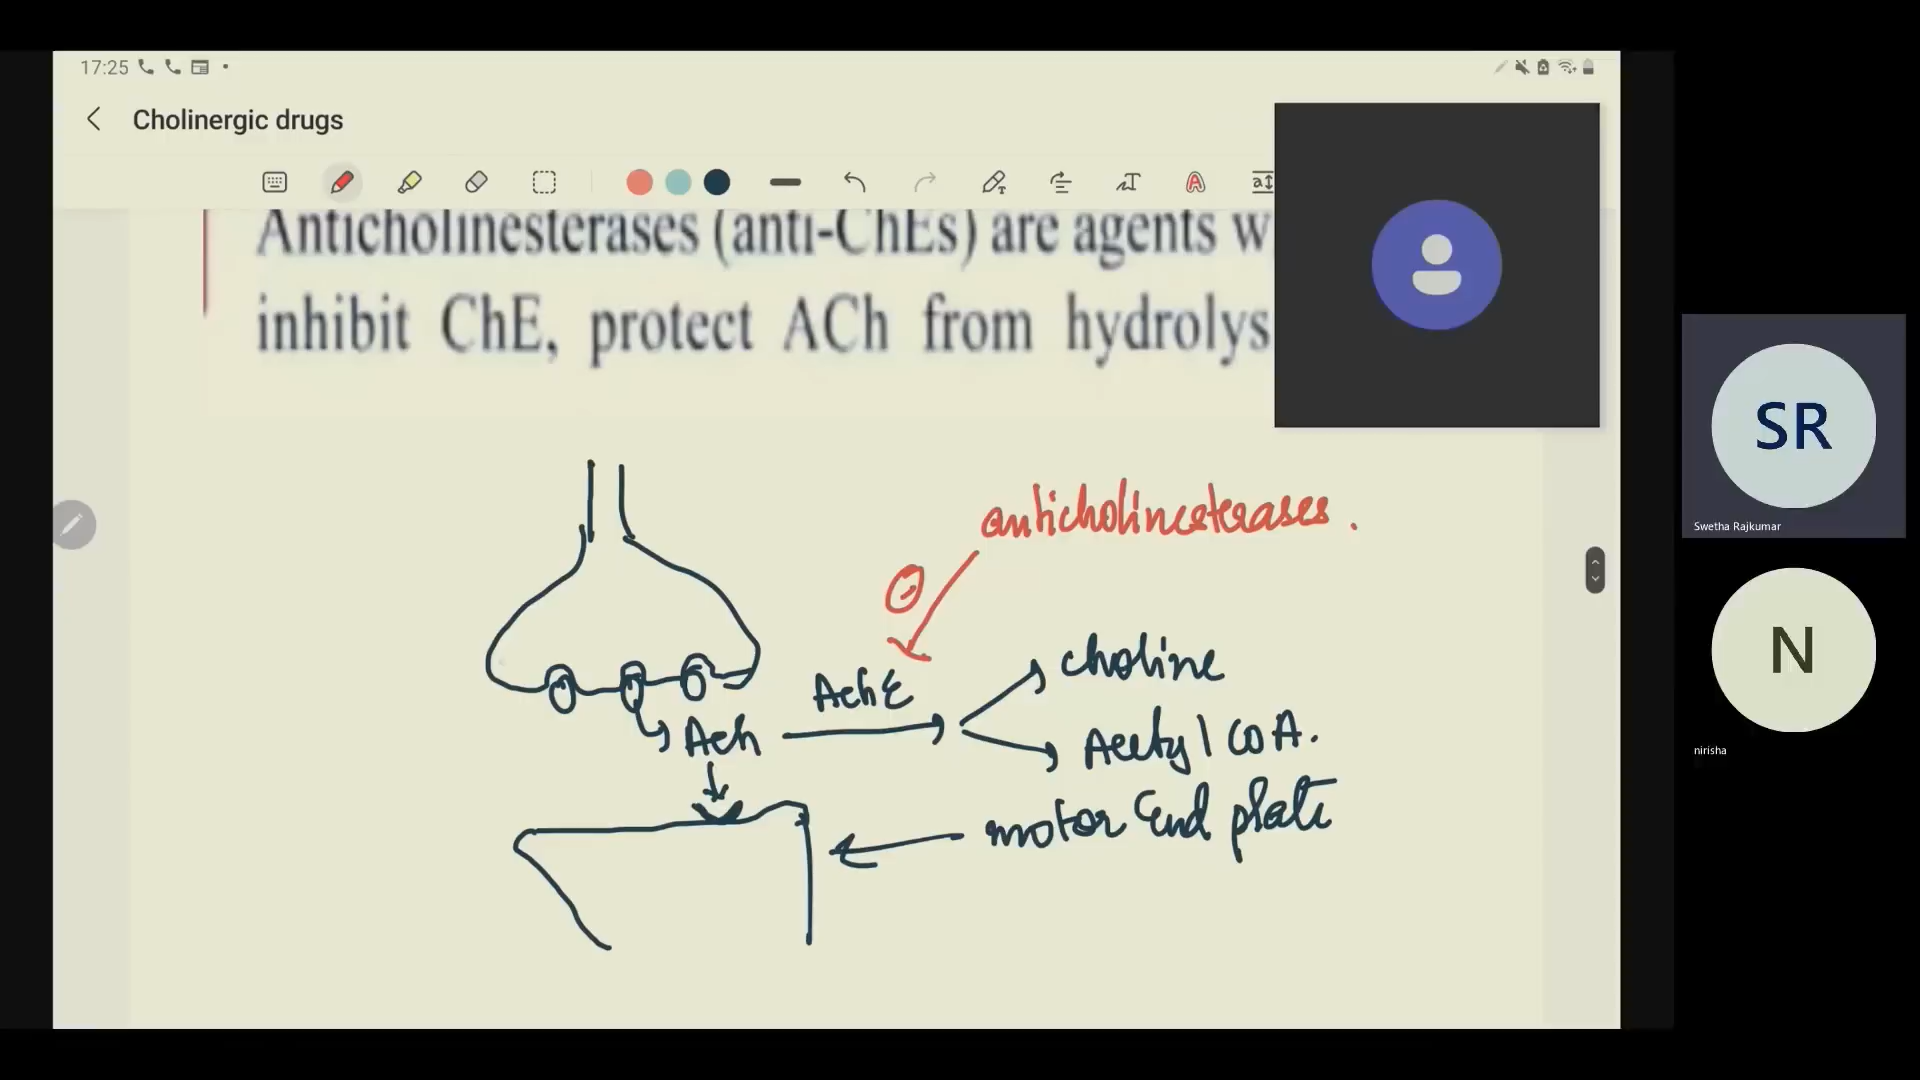 17:25
Cholinergic drugs
Anticholinesterases (anti-ChEs) are agents w
inhibit ChE, protect ACh from hydrolys
anticholinesterases.
AchE
choline
Ach
Acetyl COA.
motor End plate
SR
Swetha Rajkumar
N
nirisha